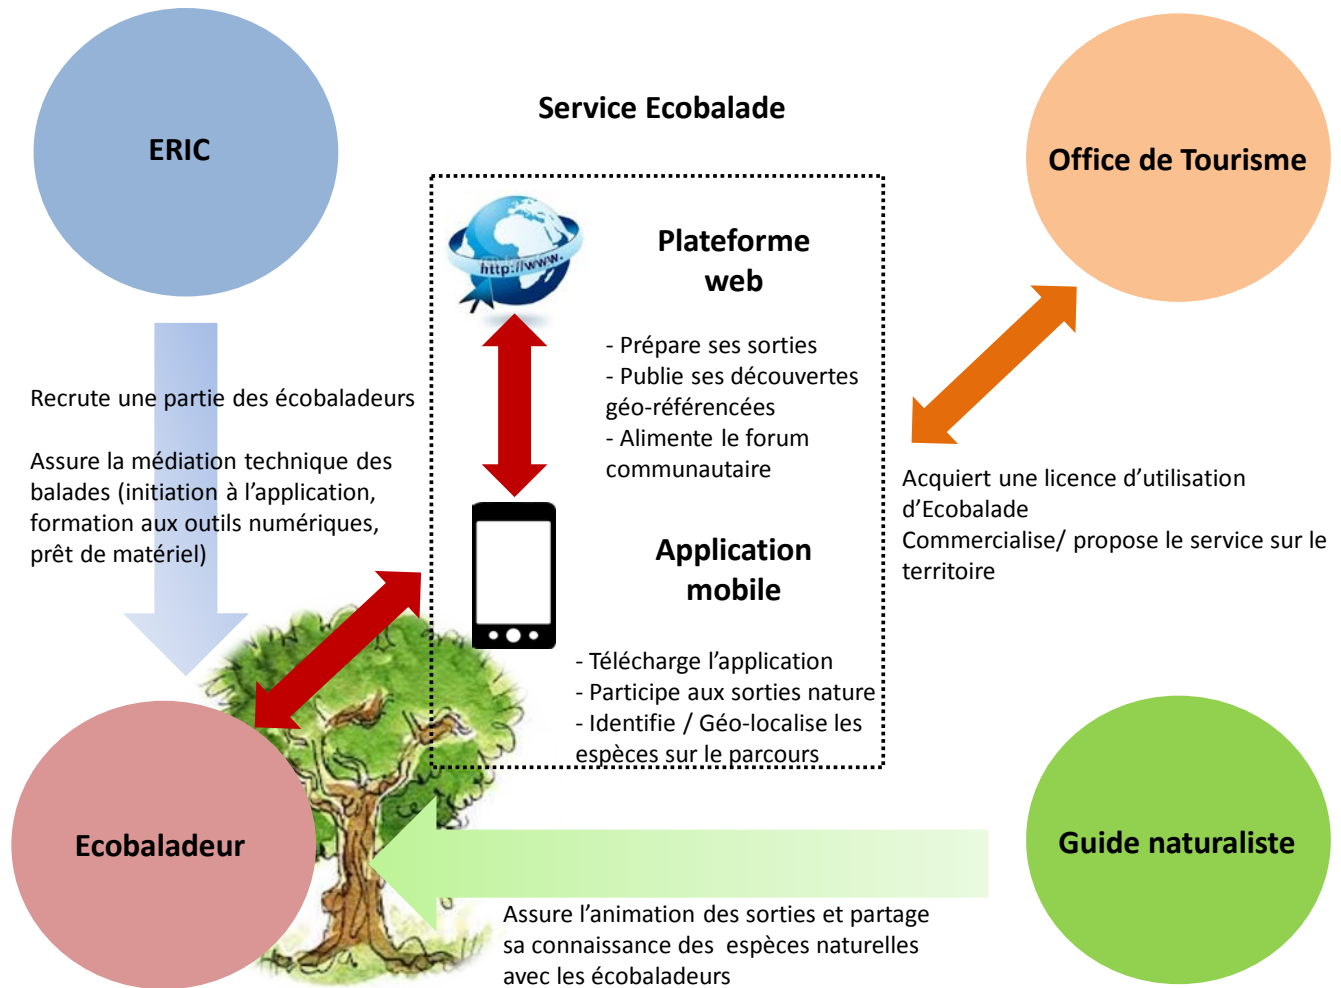 Service Ecobalade
ERIC
Office de Tourisme
http://www.
Plateforme
web
- Prépare ses sorties
- Publie ses découvertes
géo-référencées
- Alimente le forum
communautaire
Recrute une partie des écobaladeurs
Assure la médiation technique des
balades (initiation à l’application,
formation aux outils numériques,
prêt de matériel)
Acquiert une licence d’utilisation
d’Ecobalade
Commercialise/ propose le service sur le
territoire
Application
mobile
- Télécharge l’application
- Participe aux sorties nature
- Identifie / Géo-localise les
espèces sur le parcours
Ecobaladeur
Guide naturaliste
Assure l’animation des sorties et partage
sa connaissance des espèces naturelles
avec les écobaladeurs